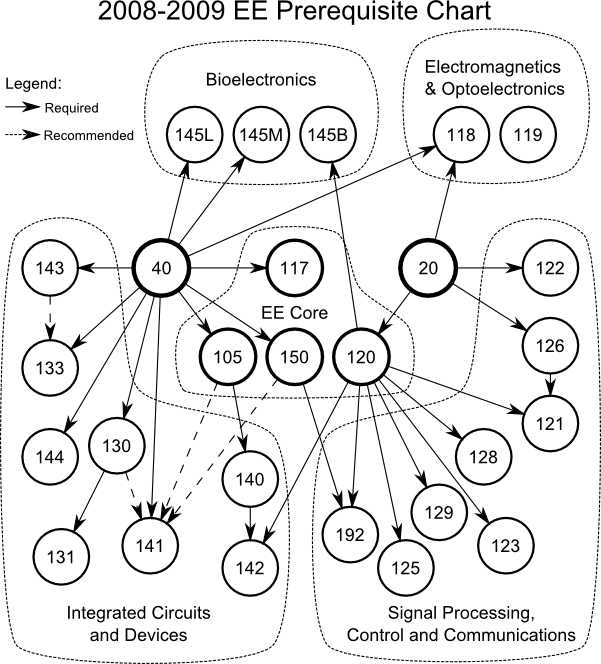 2008-2009 EE Prerequisite Chart
Legend:
Required
Recommended
Bioelectronics
145L
145M
145B
Electromagnetics
& Optoelectronics
118
119
143
40
117
20
122
EE Core
133
105
150
120
126
144
130
140
128
121
131
141
142
192
125
129
123
Integrated Circuits
and Devices
Signal Processing,
Control and Communications